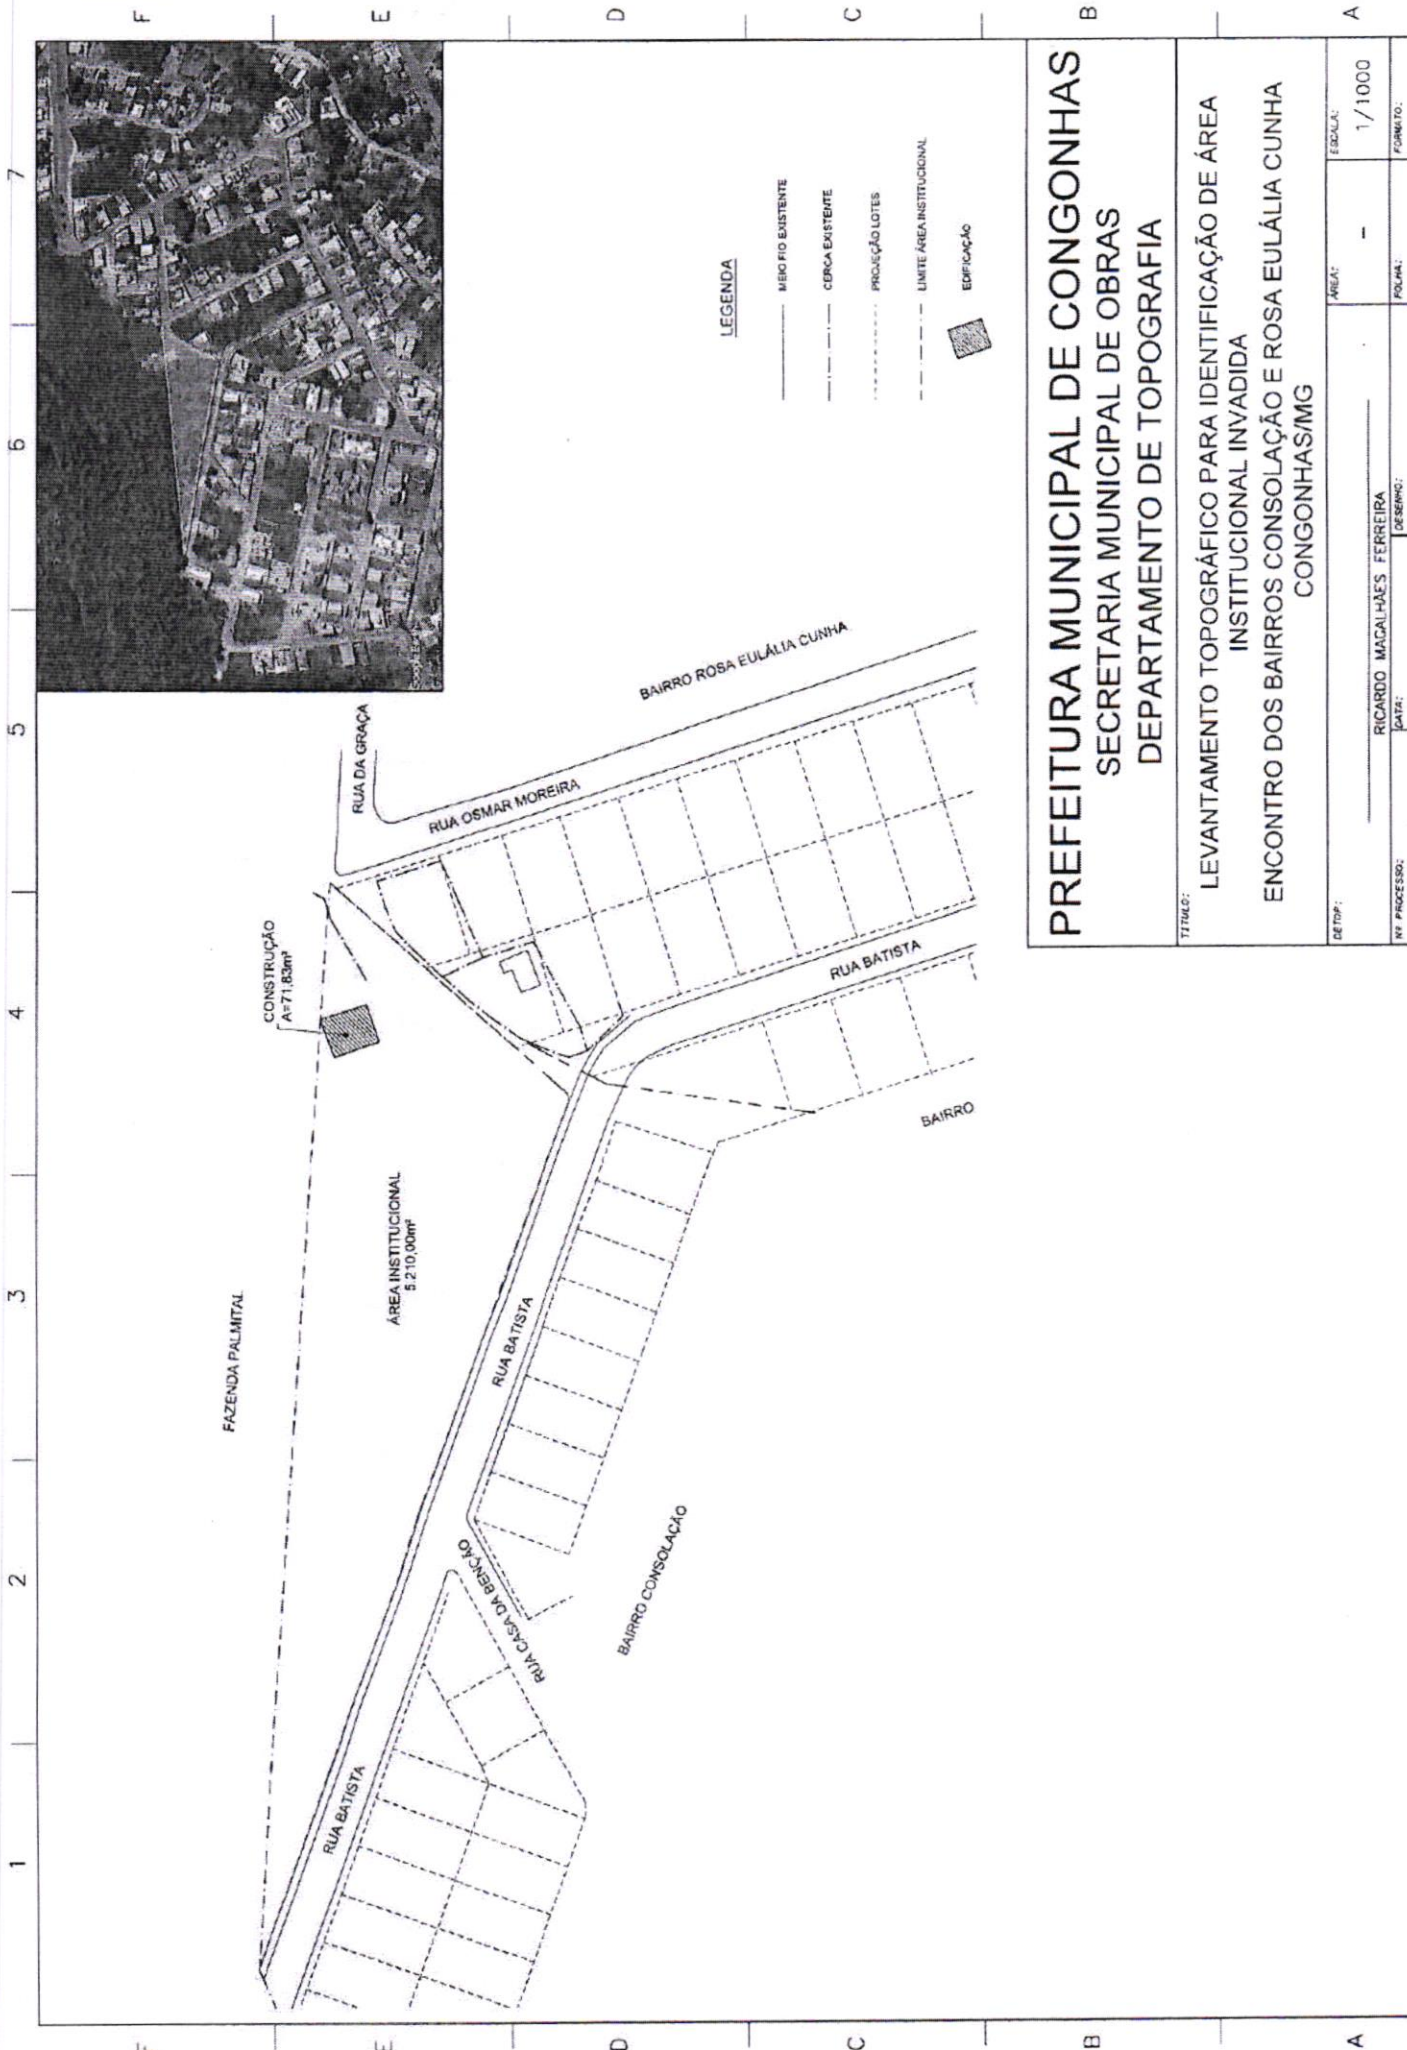 1 2 3 4 5 6 7
F
E
D
C
B
A
FAZENDA PALMITAL
ÁREA INSTITUCIONAL
5.210,00m²
CONSTRUÇÃO
A=71,83m²
RUA DA GRAÇA
RUA OSMAR MOREIRA
BAIRRO ROSA EULÁLIA CUNHA
RUA BATISTA
RUA BATISTA
RUA BATISTA
RUA CASA DA BENÇÃO
BAIRRO CONSOLAÇÃO
BAIRRO
LEGENDA
MEIO FIO EXISTENTE
CERCA EXISTENTE
PROJEÇÃO LOTES
LIMITE ÁREA INSTITUCIONAL
EDIFICAÇÃO
PREFEITURA MUNICIPAL DE CONGONHAS
SECRETARIA MUNICIPAL DE OBRAS
DEPARTAMENTO DE TOPOGRAFIA
TITULO:
LEVANTAMENTO TOPOGRÁFICO PARA IDENTIFICAÇÃO DE ÁREA
INSTITUCIONAL INVADIDA
ENCONTRO DOS BAIRROS CONSOLAÇÃO E ROSA EULÁLIA CUNHA
CONGONHAS/MG
DETOP:
RICARDO MAGALHAES FERREIRA
ÁREA:
–
ESCALA:
1/1000
Nº PROCESSO:
DATA:
DESENHO:
FOLHA:
FORMATO:
F
E
D
C
B
A